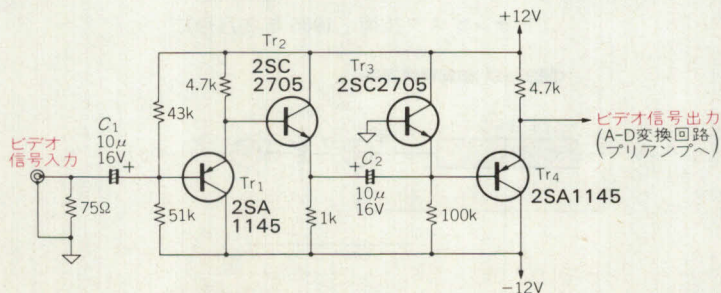 +12V
Tr2
2SC
2705
Tr3
2SC2705
4.7k
4.7k
43k
ビデオ
信号入力
C1
10μ
16V
+
ビデオ信号出力
(A-D変換回路
プリアンプへ)
75Ω
51k
Tr1
2SA
1145
1k
+
C2
10μ
16V
100k
Tr4
2SA1145
-12V